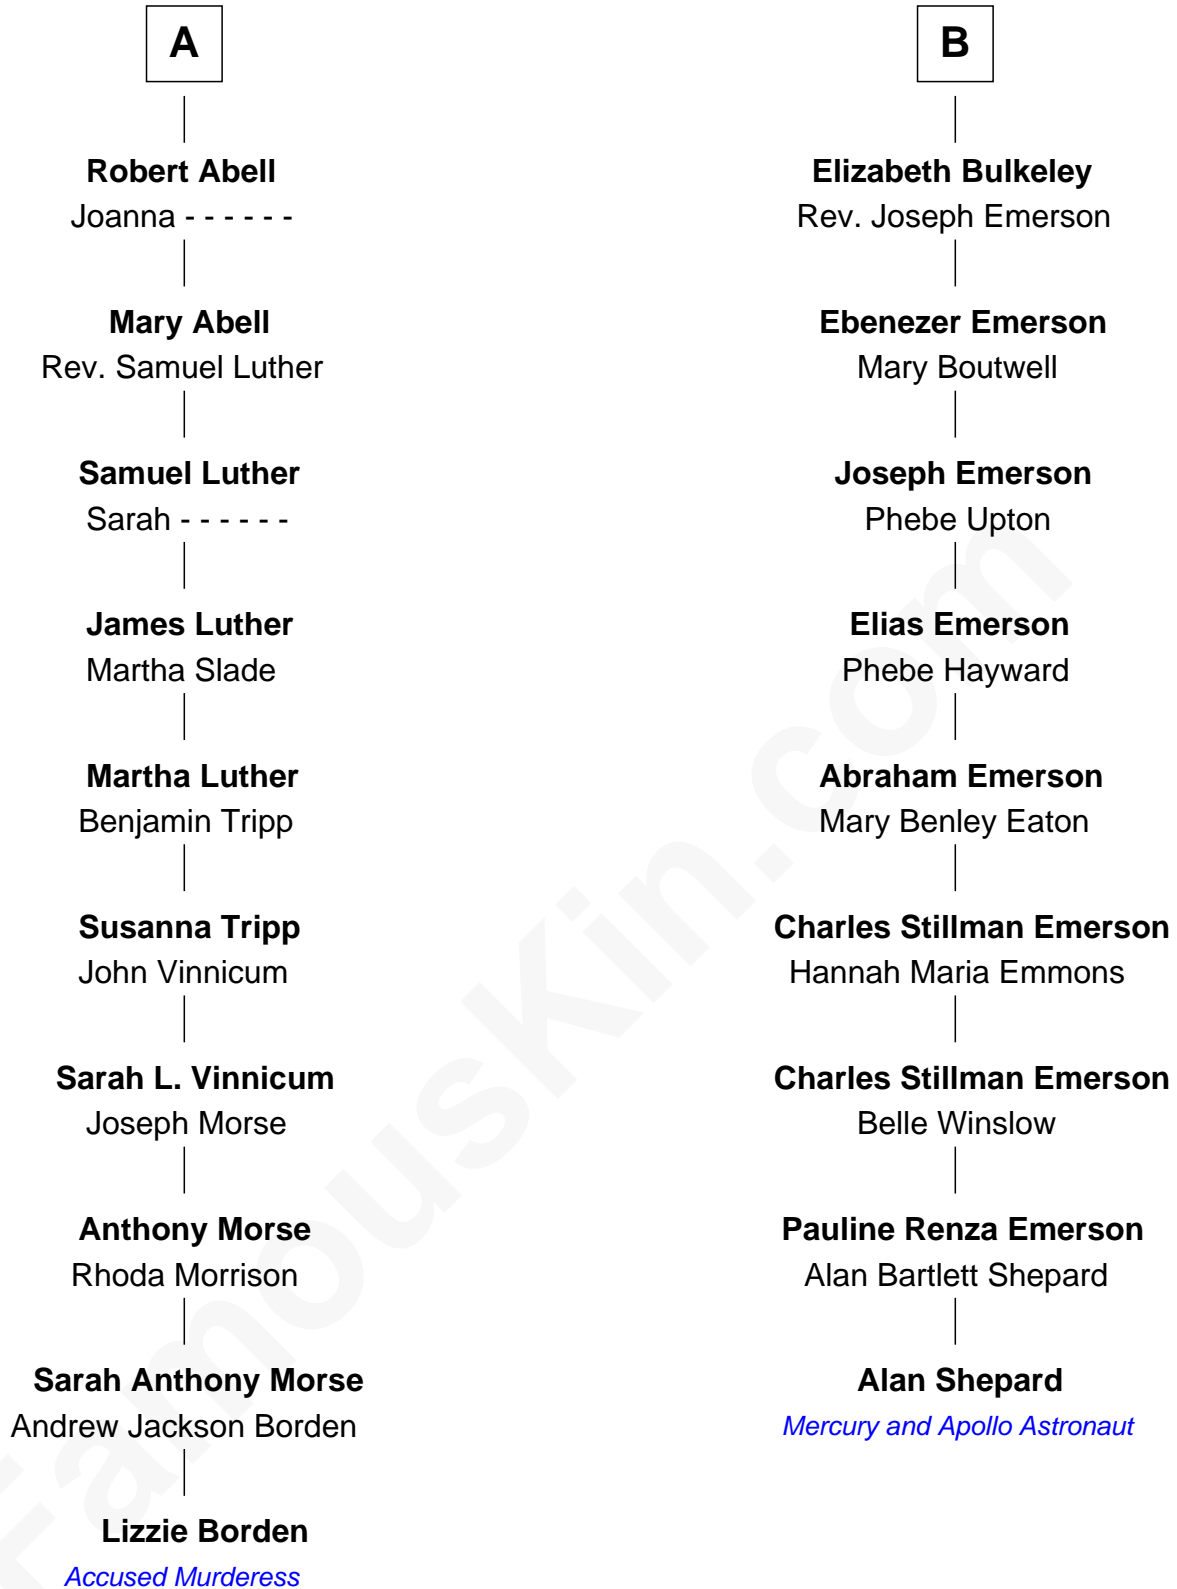 A
Robert Abell
Joanna - - - - - -
Mary Abell
Rev. Samuel Luther
Samuel Luther
Sarah - - - - - -
James Luther
Martha Slade
Martha Luther
Benjamin Tripp
Susanna Tripp
John Vinnicum
Sarah L. Vinnicum
Joseph Morse
Anthony Morse
Rhoda Morrison
Sarah Anthony Morse
Andrew Jackson Borden
Lizzie Borden
Accused Murderess
B
Elizabeth Bulkeley
Rev. Joseph Emerson
Ebenezer Emerson
Mary Boutwell
Joseph Emerson
Phebe Upton
Elias Emerson
Phebe Hayward
Abraham Emerson
Mary Benley Eaton
Charles Stillman Emerson
Hannah Maria Emmons
Charles Stillman Emerson
Belle Winslow
Pauline Renza Emerson
Alan Bartlett Shepard
Alan Shepard
Mercury and Apollo Astronaut
FamousKin.com